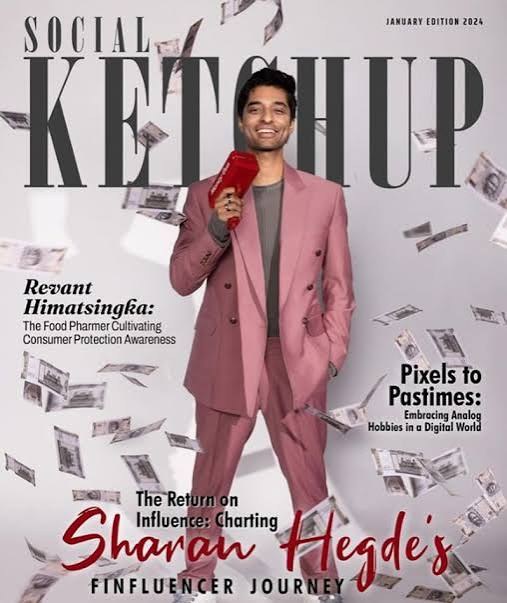 SOCIAL
JANUARY EDITION 2024
KETCHUP
Revant
Himatsingka:
The Food Pharmer Cultivating
Consumer Protection Awareness
Pixels to
Pastimes:
Embracing Analog
Hobbies in a Digital World
The Return on
Influence: Charting
Sharan Hegde's
FINFLUENCER JOURNEY